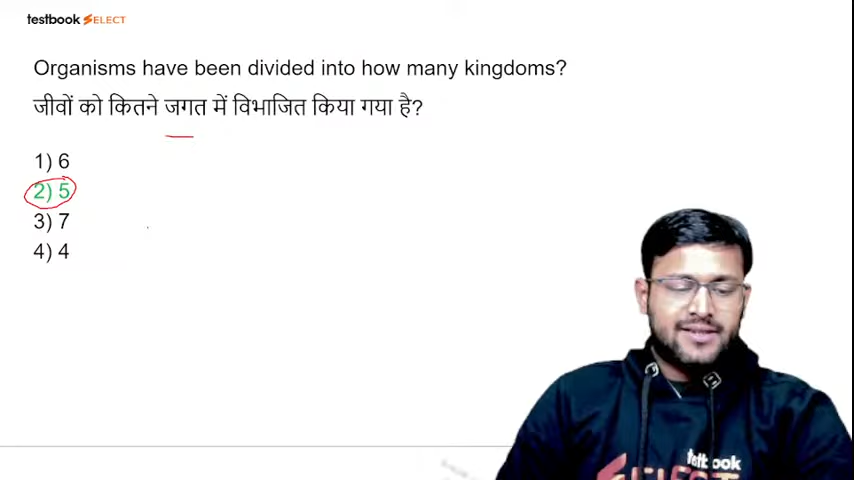 testbook SELECT
Organisms have been divided into how many kingdoms?
जीवों को कितने जगत में विभाजित किया गया है?
1) 6
2) 5
3) 7
4) 4
testbook
SELECT